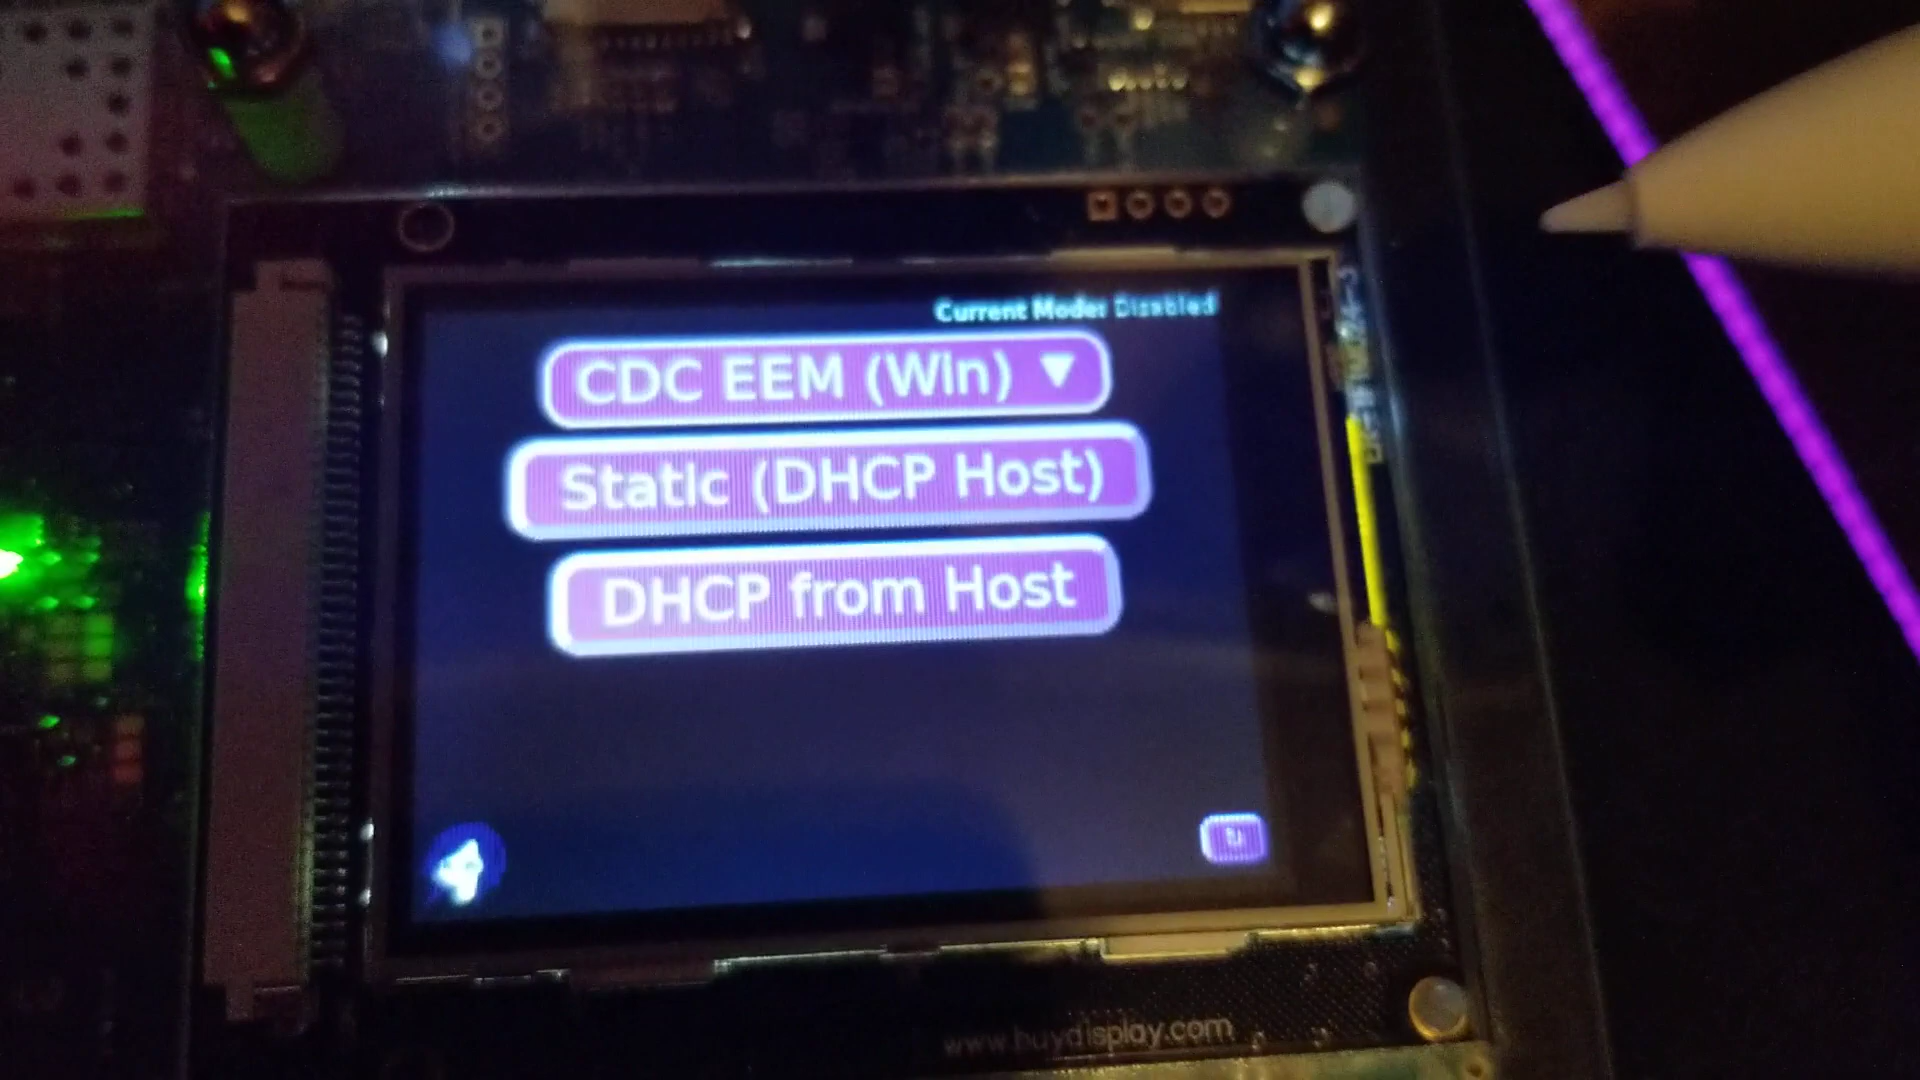 Current Mode: Disabled
CDC EEM (Win) ▼
Static (DHCP Host)
DHCP from Host
www.buydisplay.com